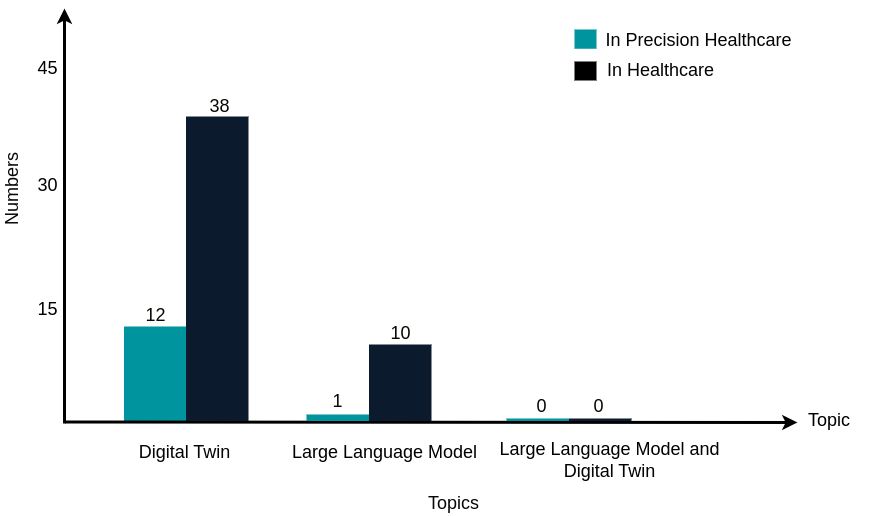 In Precision Healthcare
In Healthcare
45
30
15
Numbers
38
12
10
1
0
0
Topic
Digital Twin
Large Language Model
Large Language Model and
Digital Twin
Topics